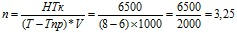 n = НТк / ((Т – Тпр) * V) = 6500 / ((8 – 6) × 1000) = 6500 / 2000 = 3,25